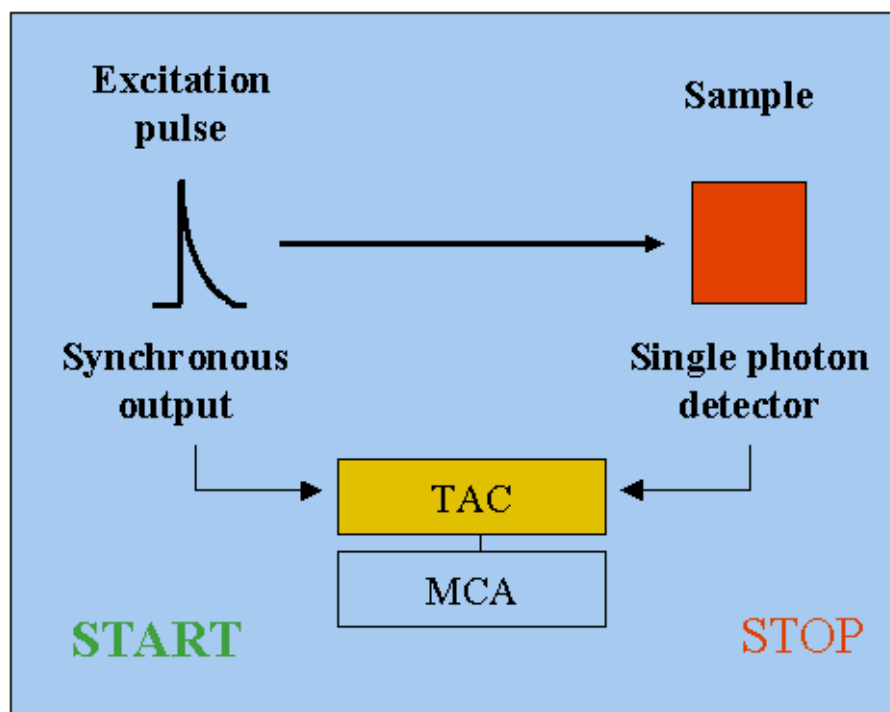 Excitation
pulse
Sample
Synchronous
output
Single photon
detector
TAC
MCA
START
STOP